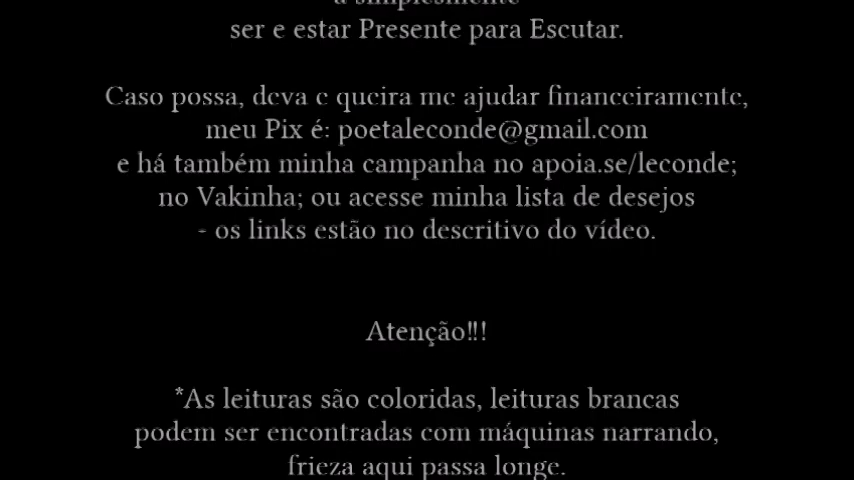 a simplesmente
ser e estar Presente para Escutar.
Caso possa, deva e queira me ajudar financeiramente,
meu Pix é: poetaleconde@gmail.com
e há também minha campanha no apoia.se/leconde;
no Vakinha; ou acesse minha lista de desejos
- os links estão no descritivo do vídeo.
Atenção!!!
*As leituras são coloridas, leituras brancas
podem ser encontradas com máquinas narrando,
frieza aqui passa longe.